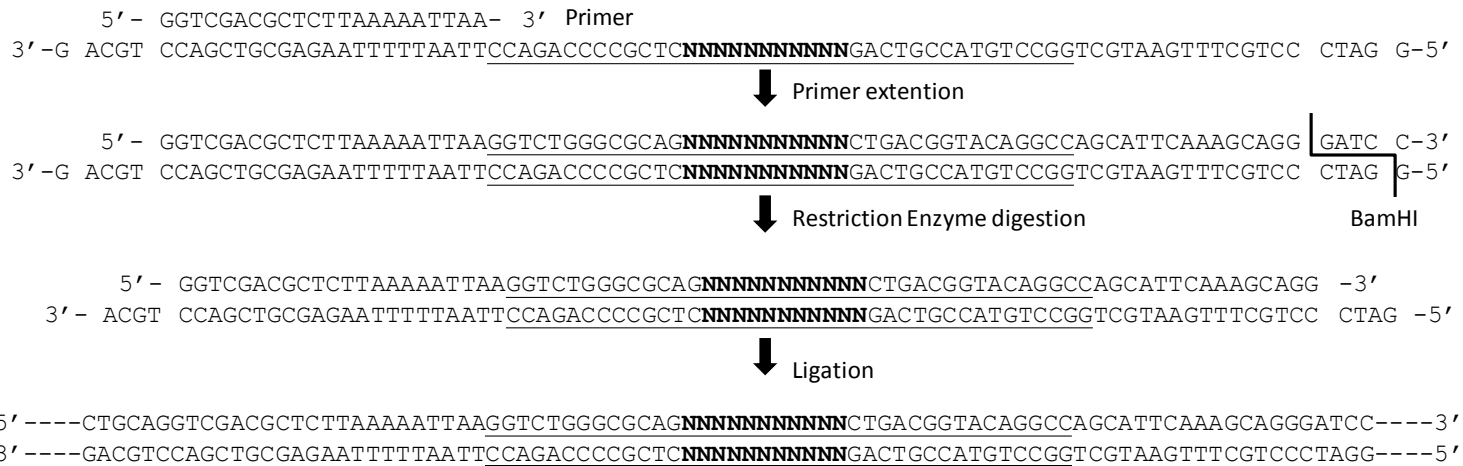 5′- GGTCGACGCTCTTAAAAATTAA- 3′ Primer
3′-G ACGT CCAGCTGCGAGAATTTTTAATTCCAGACCCCGCTCNNNNNNNNNNNGACTGCCATGTCCGGTCGTAAGTTTCGTCC CTAG G-5′
Primer extention
5′- GGTCGACGCTCTTAAAAATTAAGGTCTGGGCGCAGNNNNNNNNNNNCTGACGGTACAGGCCAGCATTCAAAGCAGG GATC C-3′
3′-G ACGT CCAGCTGCGAGAATTTTTAATTCCAGACCCCGCTCNNNNNNNNNNNGACTGCCATGTCCGGTCGTAAGTTTCGTCC CTAG G-5′
Restriction Enzyme digestion BamHI
5′- GGTCGACGCTCTTAAAAATTAAGGTCTGGGCGCAGNNNNNNNNNNNCTGACGGTACAGGCCAGCATTCAAAGCAGG -3′
3′- ACGT CCAGCTGCGAGAATTTTTAATTCCAGACCCCGCTCNNNNNNNNNNNGACTGCCATGTCCGGTCGTAAGTTTCGTCC CTAG -5′
Ligation
5′----CTGCAGGTCGACGCTCTTAAAAATTAAGGTCTGGGCGCAGNNNNNNNNNNNCTGACGGTACAGGCCAGCATTCAAAGCAGGGATCC----3′
3′----GACGTCCAGCTGCGAGAATTTTTAATTCCAGACCCCGCTCNNNNNNNNNNNGACTGCCATGTCCGGTCGTAAGTTTCGTCCCTAGG----5′